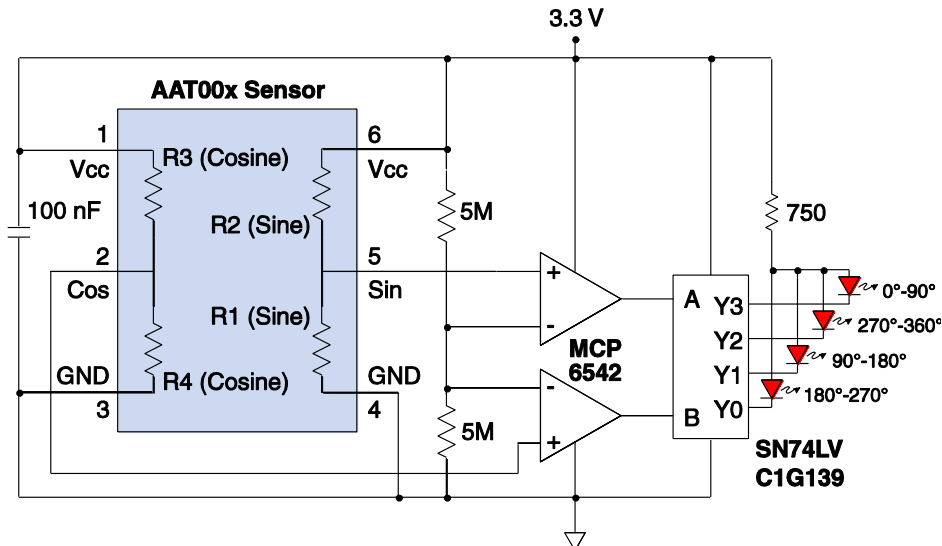 3.3 V
AAT00x Sensor
1
Vcc
R3 (Cosine)
6
Vcc
100 nF
R2 (Sine)
5M
750
2
Cos
5
Sin
+
-
A
Y3
0°-90°
R1 (Sine)
Y2
270°-360°
MCP
6542
GND
3
R4 (Cosine)
GND
4
-
+
Y1
90°-180°
B
Y0
180°-270°
5M
SN74LV
C1G139